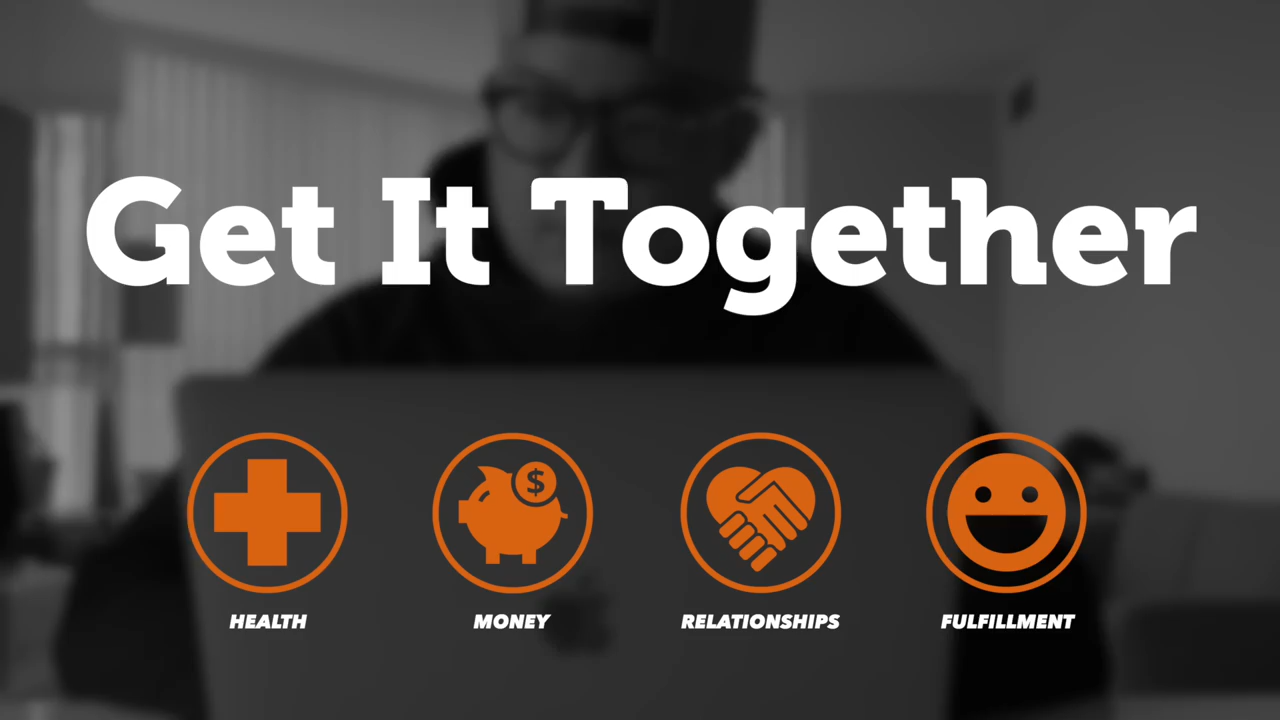 Get It Together
$
HEALTH
MONEY
RELATIONSHIPS
FULFILLMENT